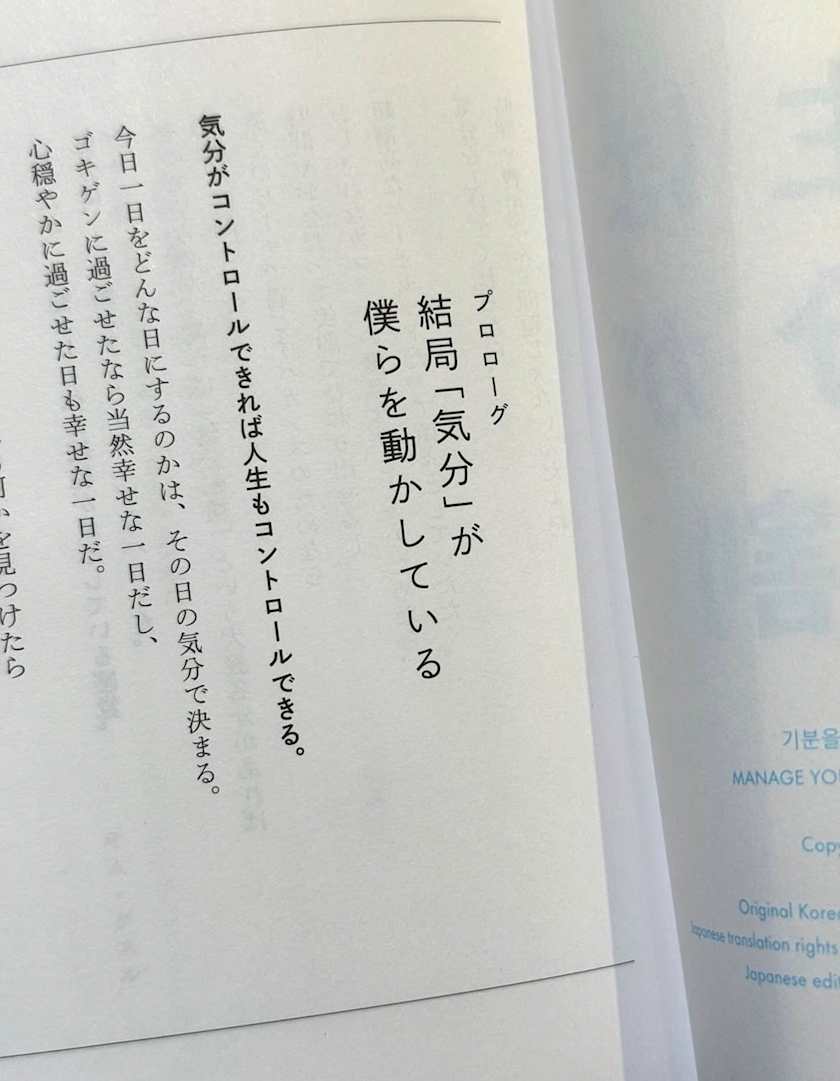 プロローグ
結局「気分」が
僕らを動かしている
気分がコントロールできれば人生もコントロールできる。
今日一日をどんな日にするのかは、その日の気分で決まる。
ゴキゲンに過ごせたなら当然幸せな一日だし、
心穏やかに過ごせた日も幸せな一日だ。
を見つけたら
기분을
MANAGE YOU
Copy
Original Korea
Japanese translation rights
Japanese edit